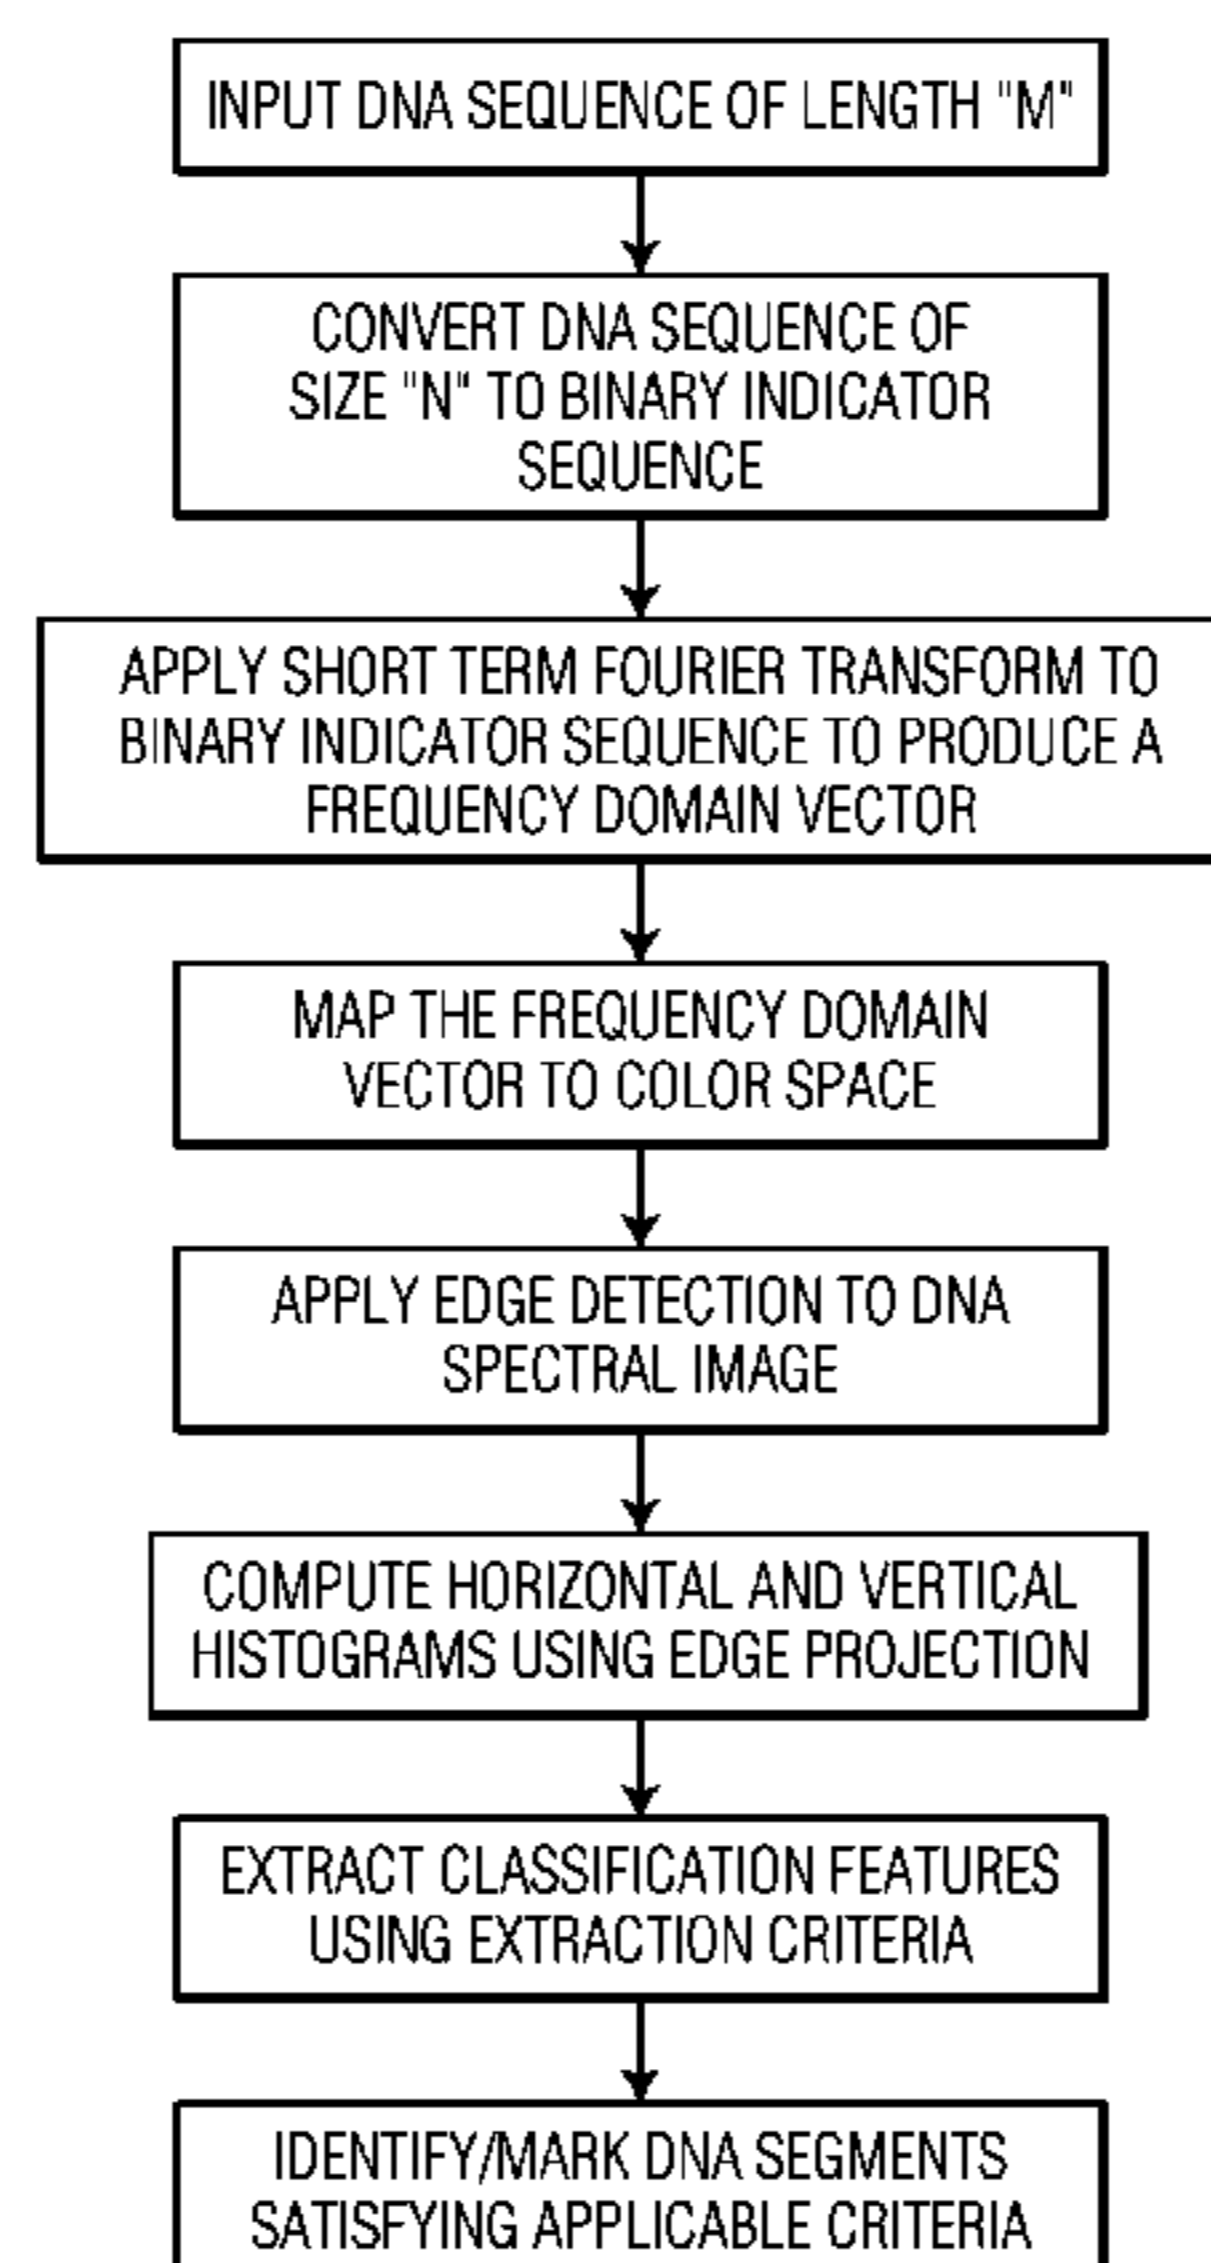 INPUT DNA SEQUENCE OF LENGTH "M"
CONVERT DNA SEQUENCE OF
SIZE "N" TO BINARY INDICATOR
SEQUENCE
APPLY SHORT TERM FOURIER TRANSFORM TO
BINARY INDICATOR SEQUENCE TO PRODUCE A
FREQUENCY DOMAIN VECTOR
MAP THE FREQUENCY DOMAIN
VECTOR TO COLOR SPACE
APPLY EDGE DETECTION TO DNA
SPECTRAL IMAGE
COMPUTE HORIZONTAL AND VERTICAL
HISTOGRAMS USING EDGE PROJECTION
EXTRACT CLASSIFICATION FEATURES
USING EXTRACTION CRITERIA
IDENTIFY/MARK DNA SEGMENTS
SATISFYING APPLICABLE CRITERIA